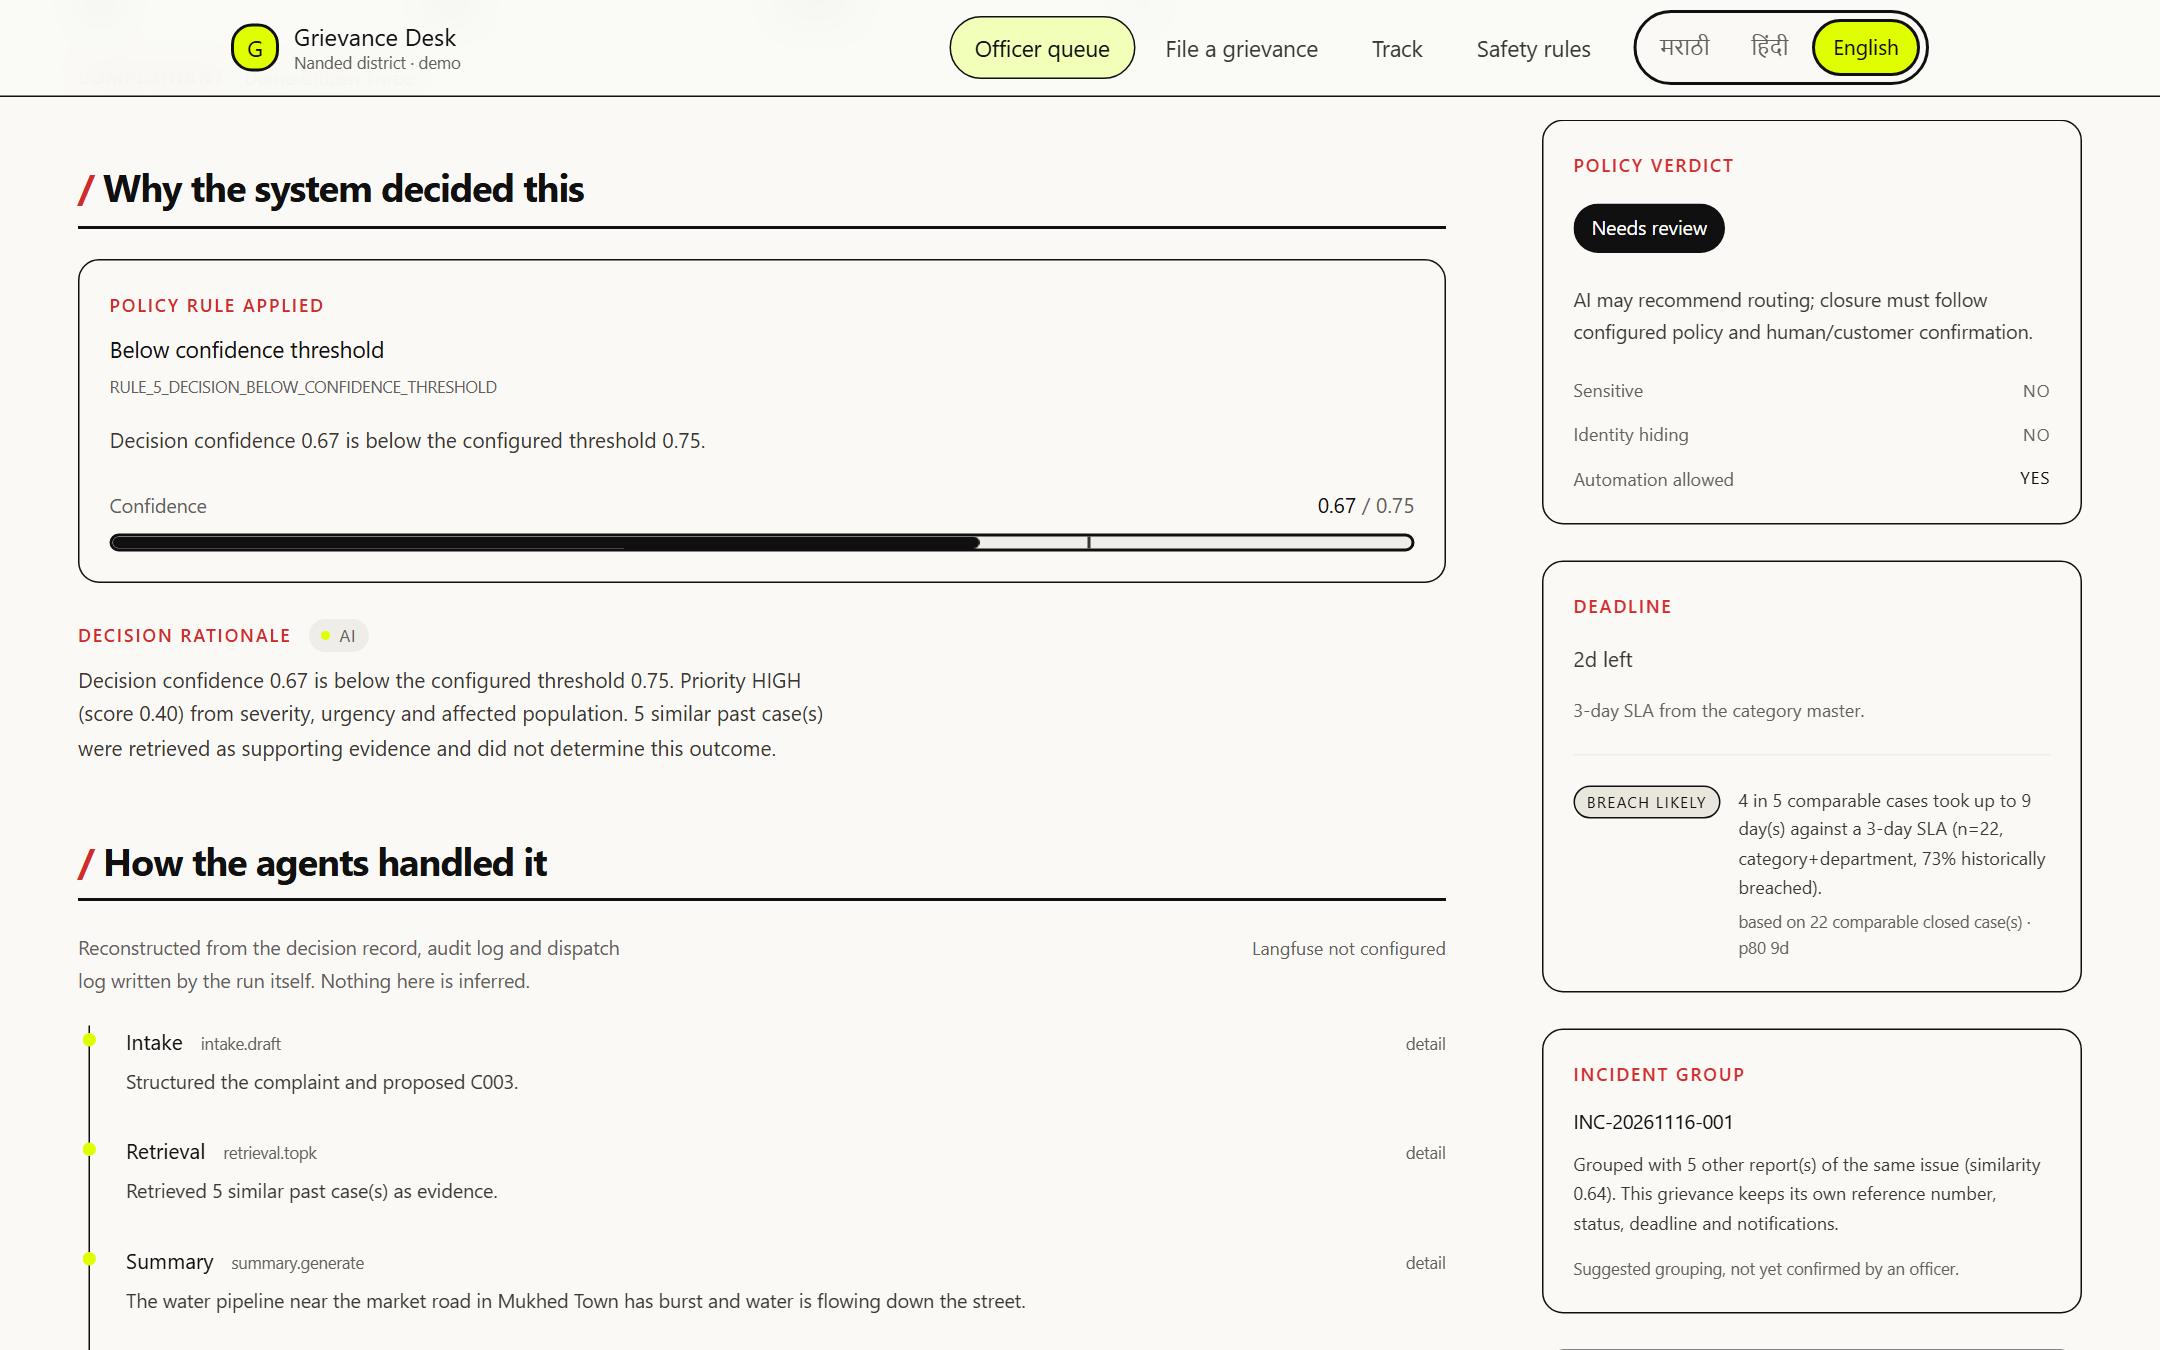 G
Grievance Desk
Nanded district · demo
Officer queue
File a grievance
Track
Safety rules
मराठी
हिंदी
English
/ Why the system decided this
POLICY RULE APPLIED
Below confidence threshold
RULE_5_DECISION_BELOW_CONFIDENCE_THRESHOLD
Decision confidence 0.67 is below the configured threshold 0.75.
Confidence
0.67 / 0.75
DECISION RATIONALE
AI
Decision confidence 0.67 is below the configured threshold 0.75. Priority HIGH
(score 0.40) from severity, urgency and affected population. 5 similar past case(s)
were retrieved as supporting evidence and did not determine this outcome.
/ How the agents handled it
Reconstructed from the decision record, audit log and dispatch
log written by the run itself. Nothing here is inferred.
Langfuse not configured
Intake intake.draft
detail
Structured the complaint and proposed C003.
Retrieval retrieval.topk
detail
Retrieved 5 similar past case(s) as evidence.
Summary summary.generate
detail
The water pipeline near the market road in Mukhed Town has burst and water is flowing down the street.
POLICY VERDICT
Needs review
AI may recommend routing; closure must follow
configured policy and human/customer confirmation.
Sensitive
NO
Identity hiding
NO
Automation allowed
YES
DEADLINE
2d left
3-day SLA from the category master.
BREACH LIKELY
4 in 5 comparable cases took up to 9
day(s) against a 3-day SLA (n=22,
category+department, 73% historically
breached).
based on 22 comparable closed case(s) ·
p80 9d
INCIDENT GROUP
INC-20261116-001
Grouped with 5 other report(s) of the same issue (similarity
0.64). This grievance keeps its own reference number,
status, deadline and notifications.
Suggested grouping, not yet confirmed by an officer.